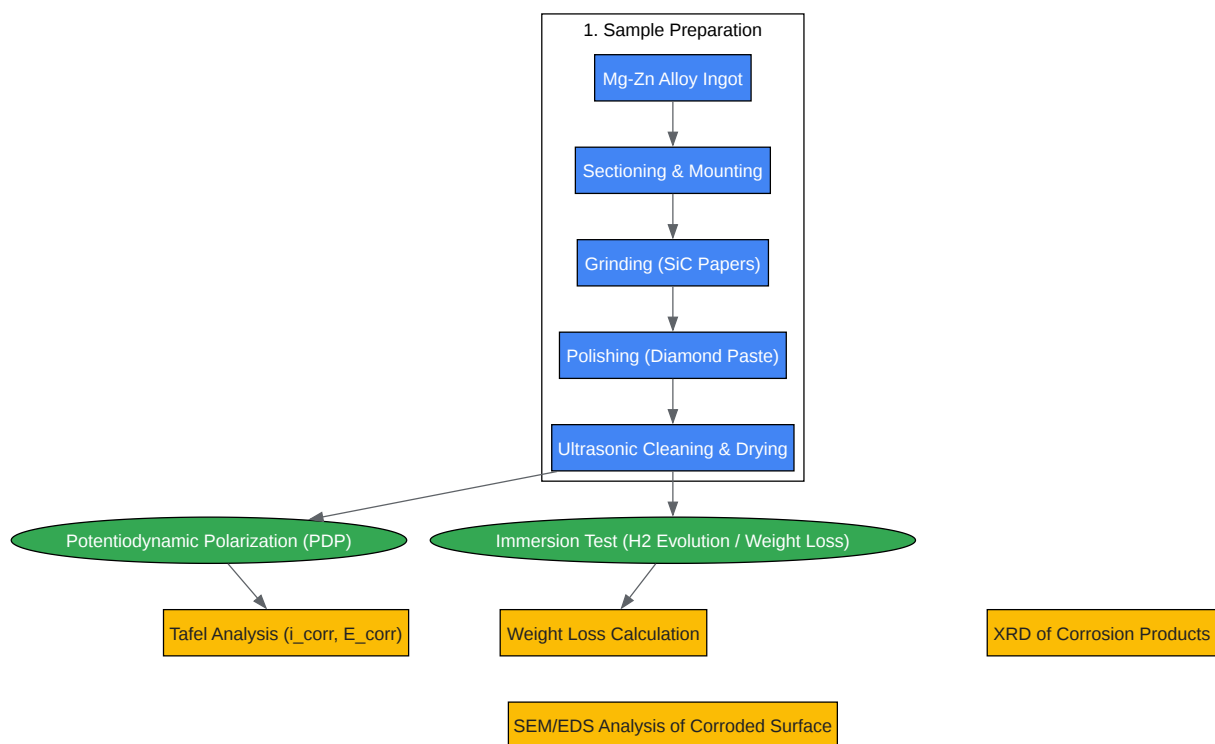 1. Sample Preparation
Mg-Zn Alloy Ingot
Sectioning & Mounting
Grinding (SiC Papers)
Polishing (Diamond Paste)
Ultrasonic Cleaning & Drying
Potentiodynamic Polarization (PDP)
Immersion Test (H2 Evolution / Weight Loss)
Tafel Analysis (i_corr, E_corr)
Weight Loss Calculation
XRD of Corrosion Products
SEM/EDS Analysis of Corroded Surface